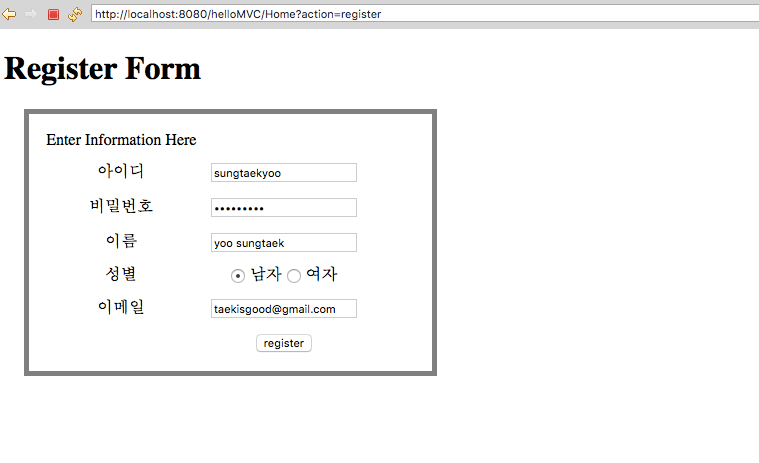 http://localhost:8080/helloMVC/Home?action=register
Register Form
Enter Information Here
아이디 sungtaekyoo
비밀번호 •••••••••
이름 yoo sungtaek
성별 남자 여자
이메일 taekisgood@gmail.com
register